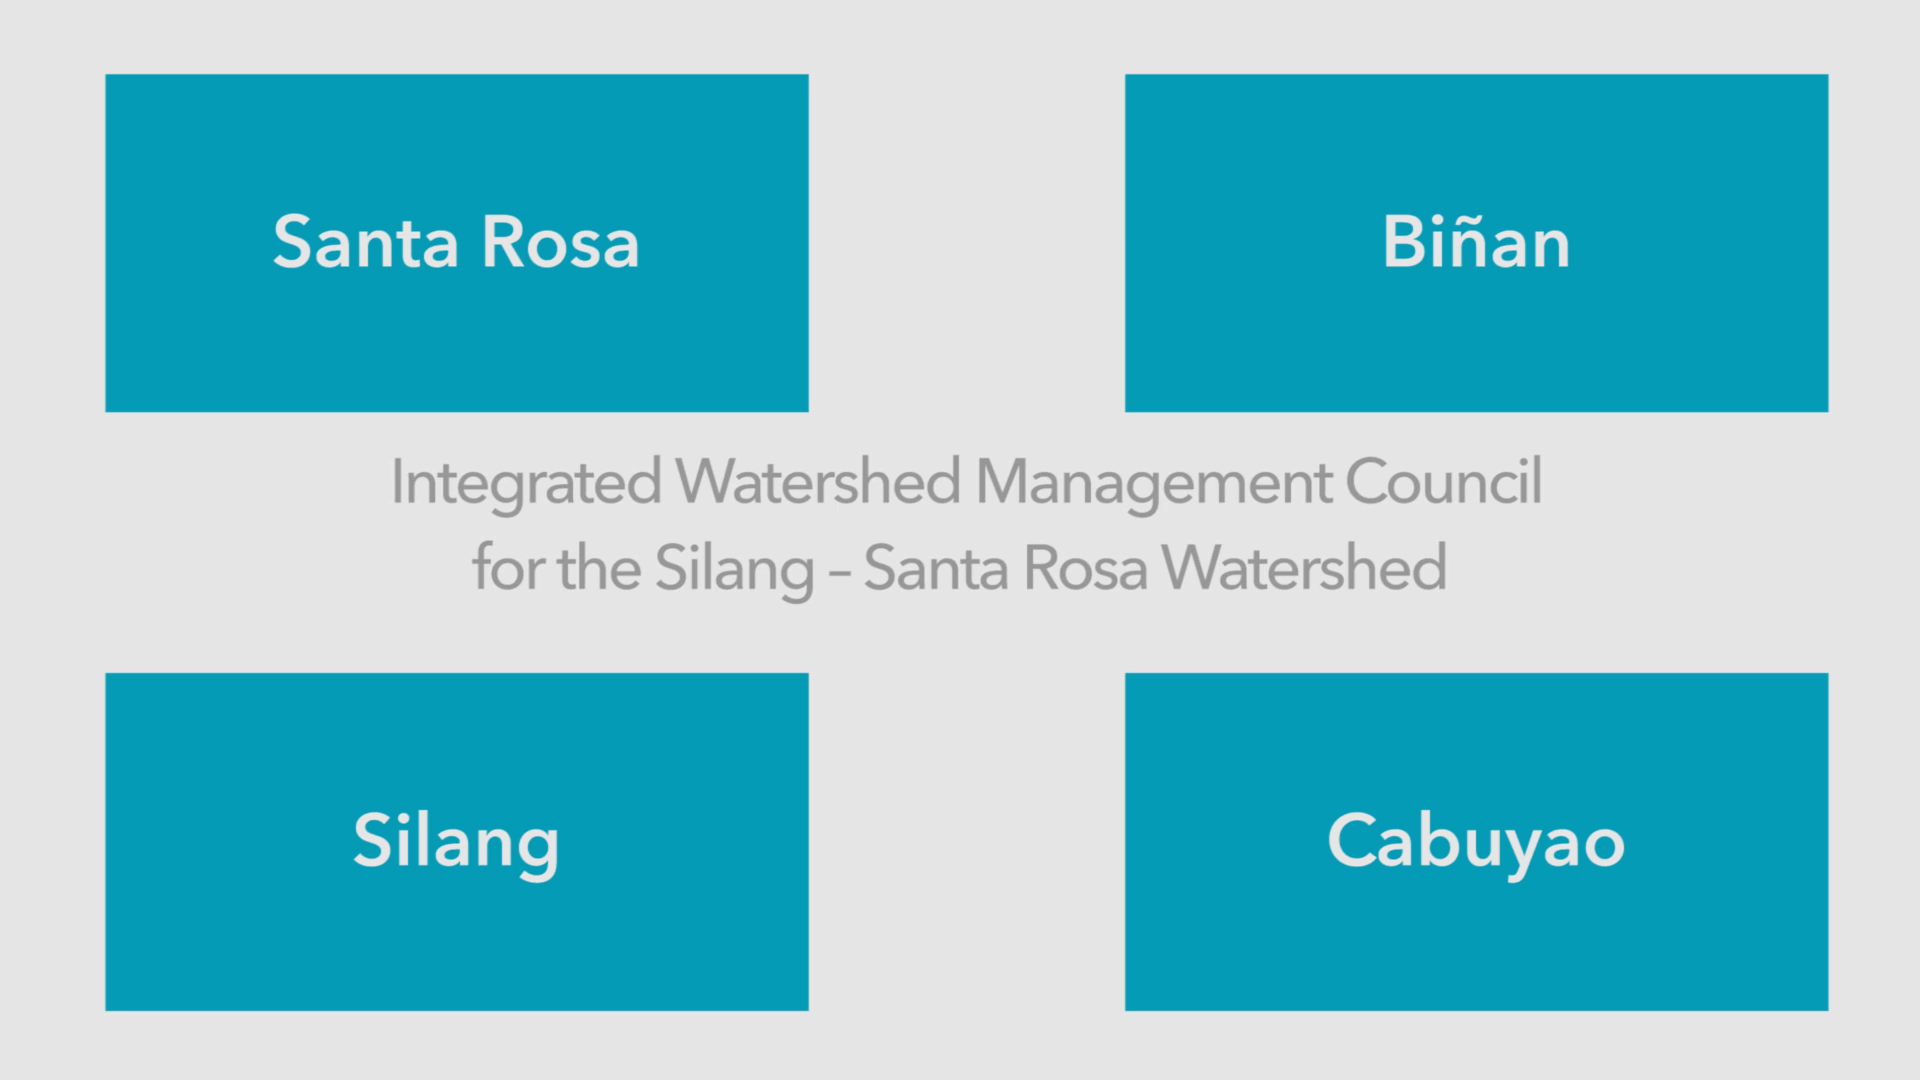 Santa Rosa
Biñan
Integrated Watershed Management Council
for the Silang – Santa Rosa Watershed
Silang
Cabuyao